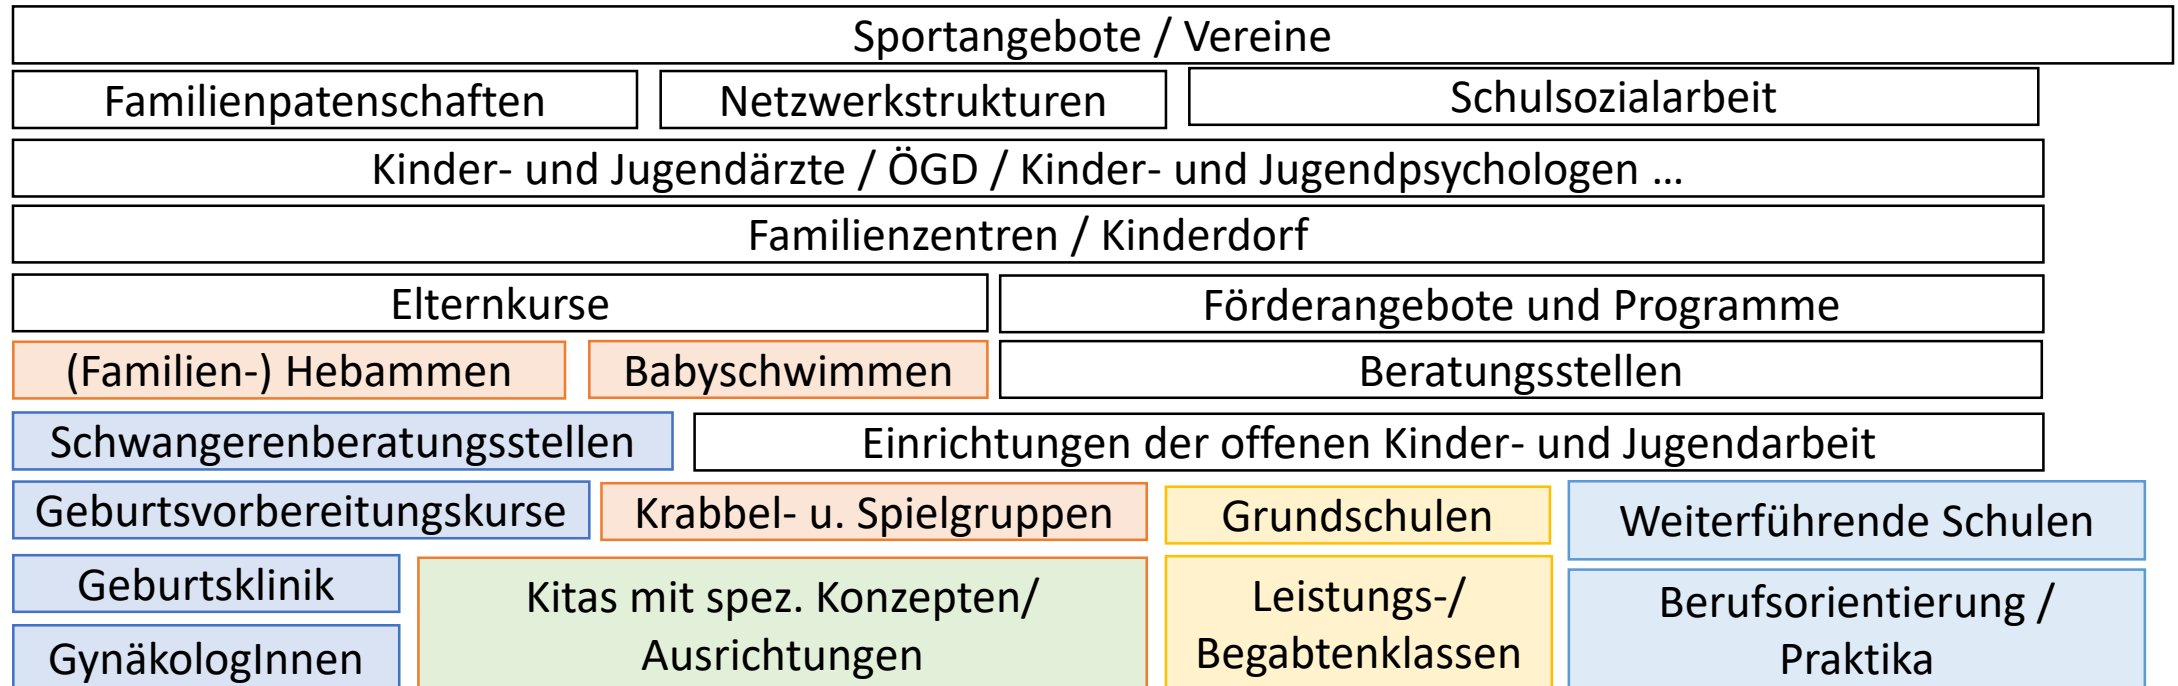 Sportangebote / Vereine
Familienpatenschaften
Netzwerkstrukturen
Schulsozialarbeit
Kinder- und Jugendärzte / ÖGD / Kinder- und Jugendpsychologen ...
Familienzentren / Kinderdorf
Elternkurse
Förderangebote und Programme
(Familien-) Hebammen
Babyschwimmen
Beratungsstellen
Schwangerenberatungsstellen
Einrichtungen der offenen Kinder- und Jugendarbeit
Geburtsvorbereitungskurse
Krabbel- u. Spielgruppen
Grundschulen
Weiterführende Schulen
Geburtsklinik
GynäkologInnen
Kitas mit spez. Konzepten/
Ausrichtungen
Leistungs-/
Begabtenklassen
Berufsorientierung /
Praktika